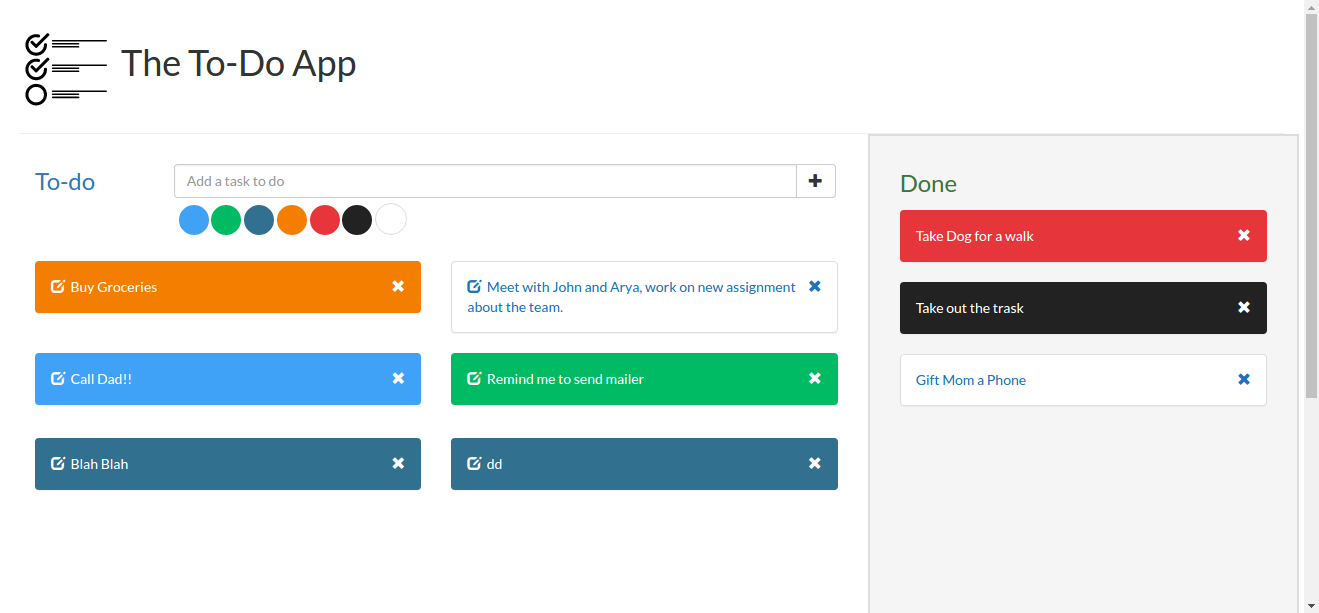 The To-Do App
To-do
Add a task to do
Buy Groceries
Meet with John and Arya, work on new assignment
about the team.
Call Dad!!
Remind me to send mailer
Blah Blah
dd
Done
Take Dog for a walk
Take out the trask
Gift Mom a Phone